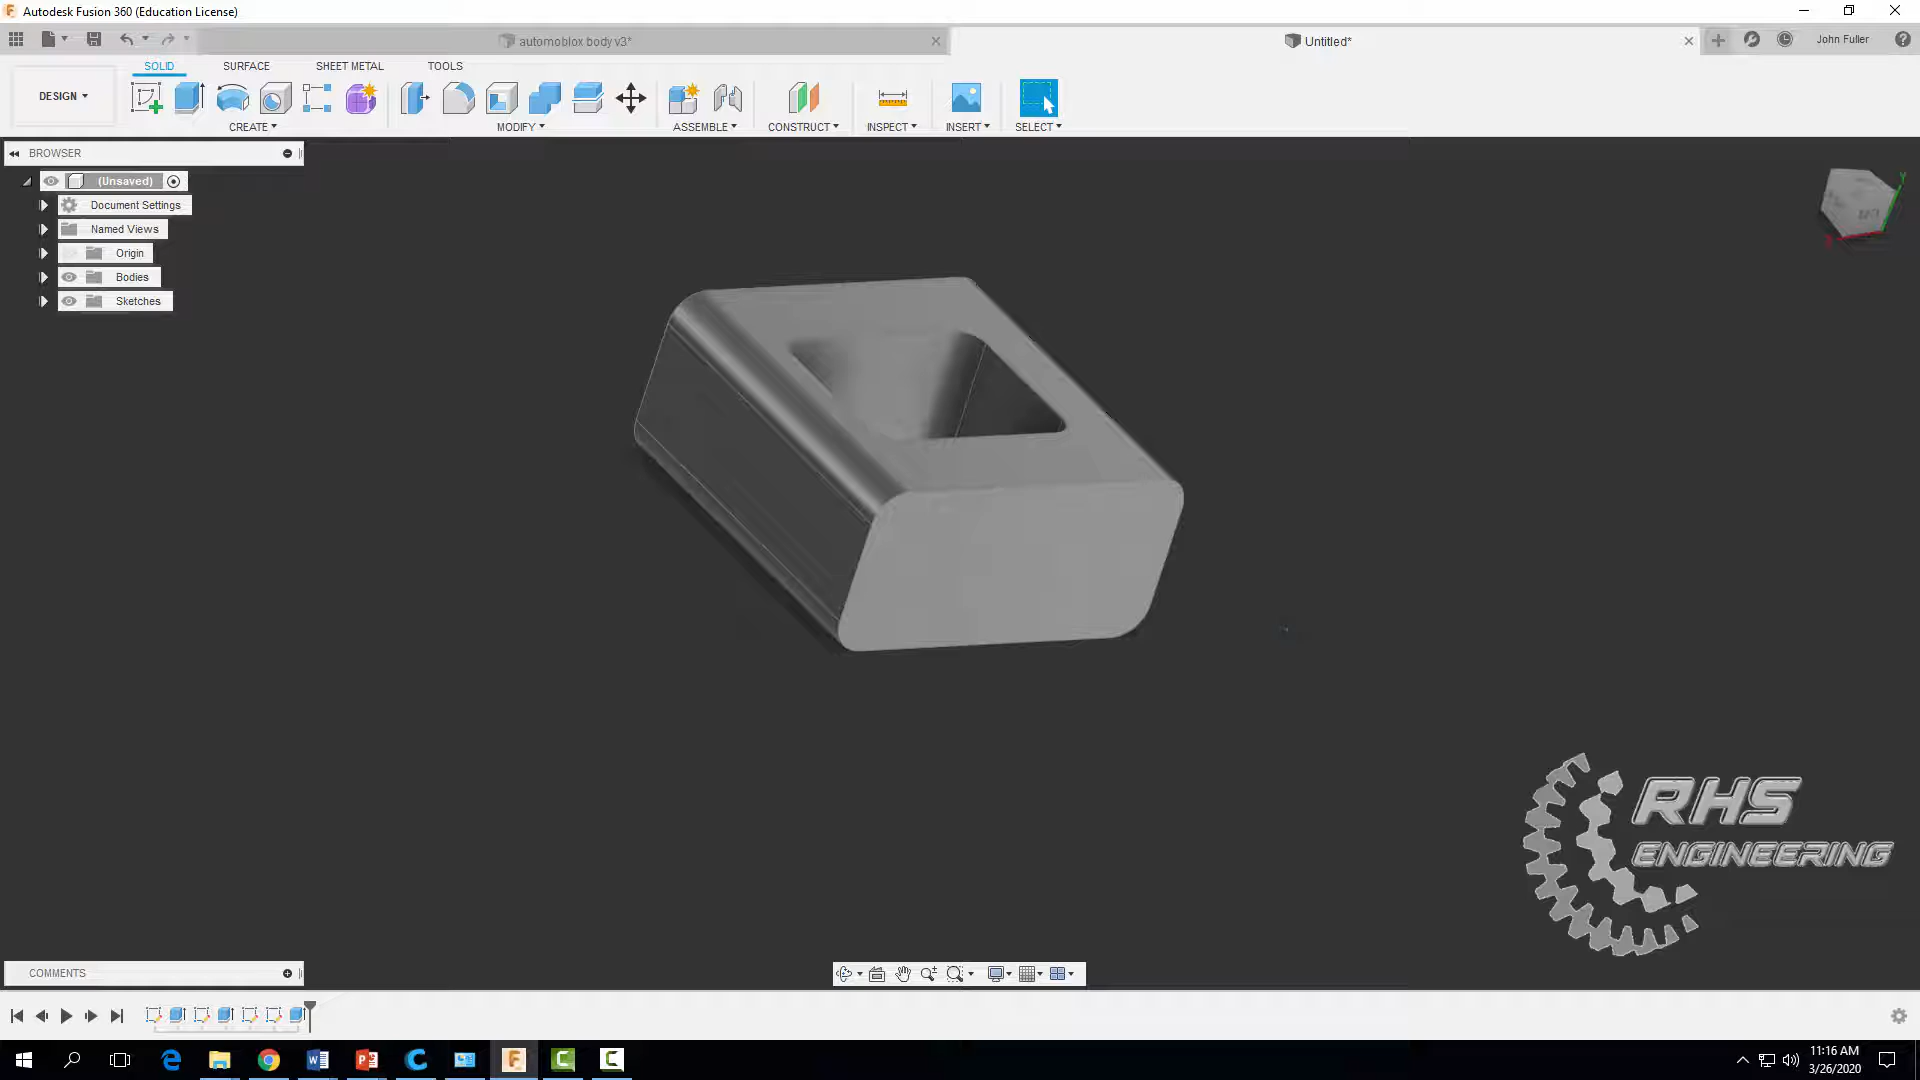 Autodesk Fusion 360 (Education License)
automoblox body v3*
Untitled*
John Fuller
SOLID
SURFACE
SHEET METAL
TOOLS
DESIGN
CREATE
MODIFY
ASSEMBLE
CONSTRUCT
INSPECT
INSERT
SELECT
BROWSER
(Unsaved)
Document Settings
Named Views
Origin
Bodies
Sketches
Y
RHS
ENGINEERING
COMMENTS
11:16 AM
3/26/2020